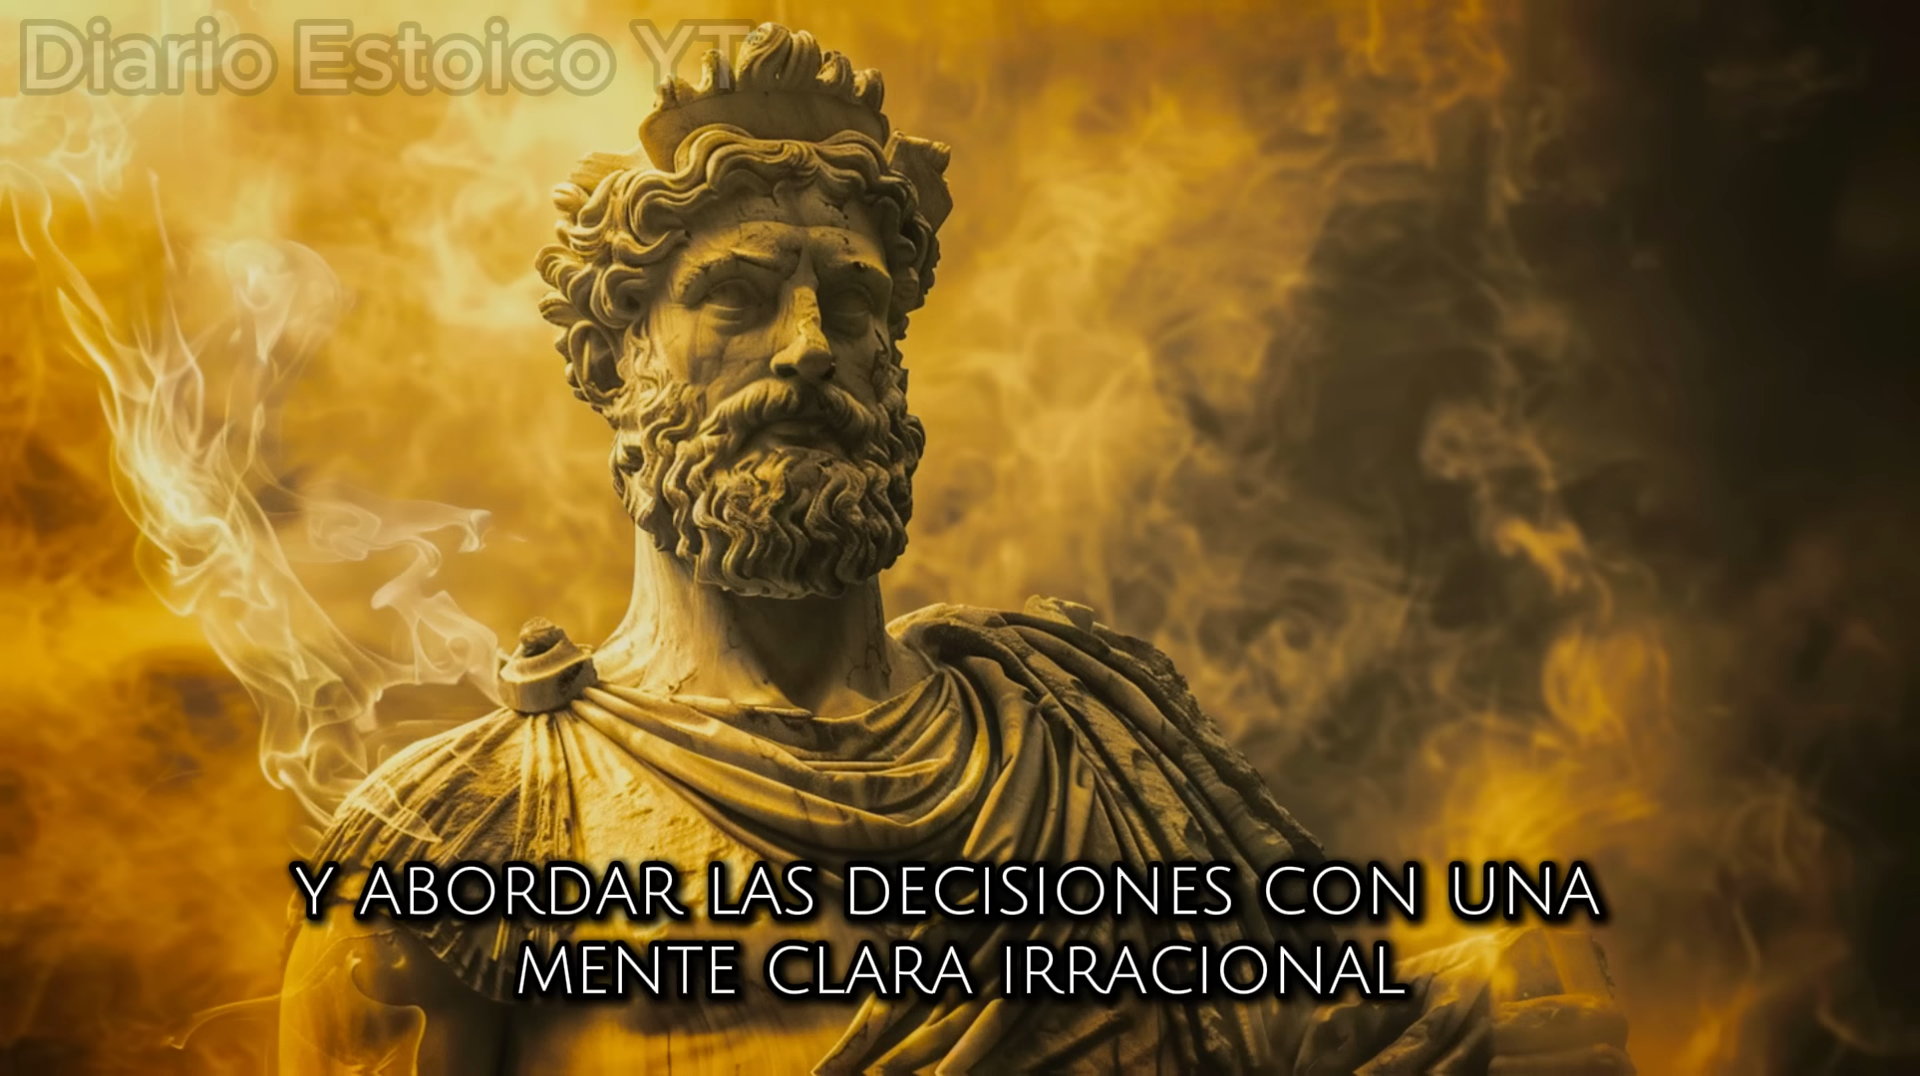 Diario Estoico YT
Y ABORDAR LAS DECISIONES CON UNA
MENTE CLARA IRRACIONAL